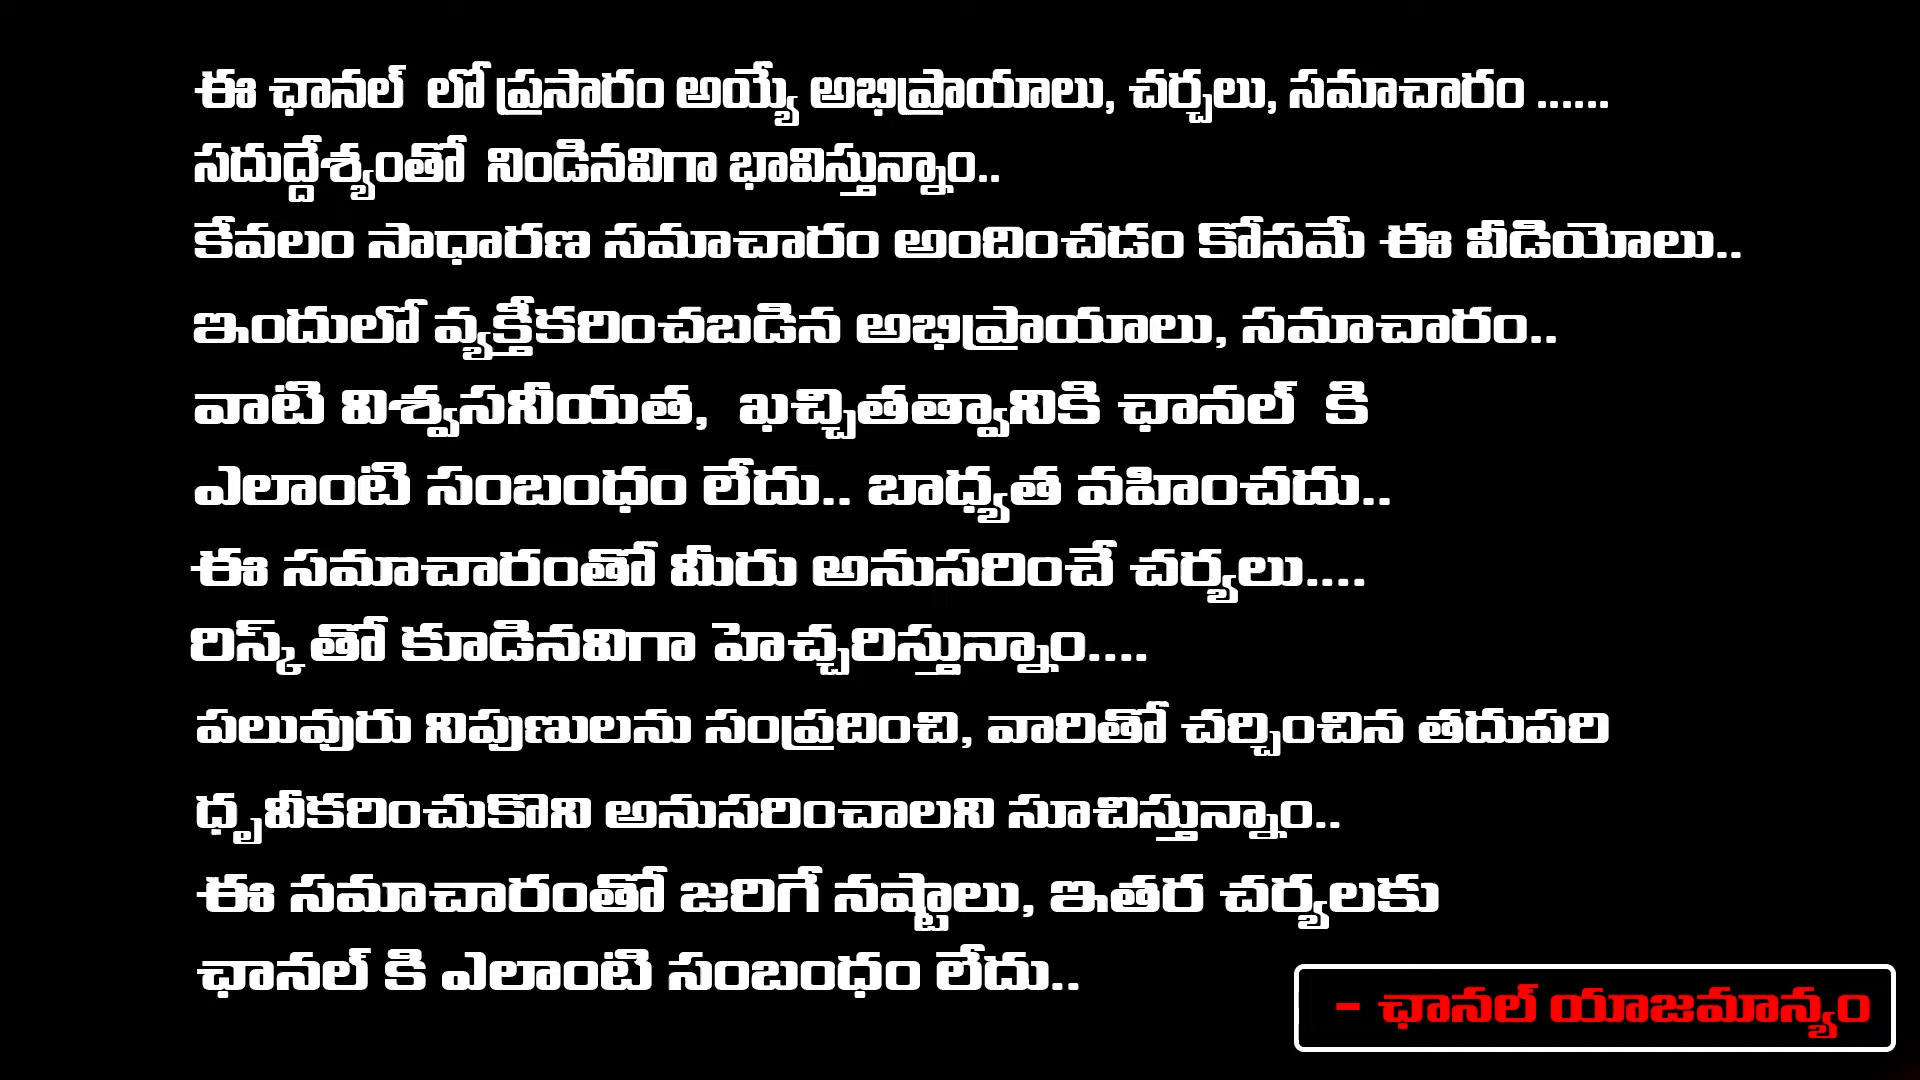 ఈ ఛానల్ లో ప్రసారం అయ్యే అభిప్రాయాలు, చర్చలు, సమాచారం ......
సదుద్దేశ్యంతో నిండినవిగా భావిస్తున్నాం..
కేవలం సాధారణ సమాచారం అందించడం కోసమే ఈ వీడియోలు..
ఇందులో వ్యక్తీకరించబడిన అభిప్రాయాలు, సమాచారం..
వాటి విశ్వసనీయత, ఖచ్చితత్వానికి ఛానల్ కి
ఎలాంటి సంబంధం లేదు.. బాధ్యత వహించదు..
ఈ సమాచారంతో మీరు అనుసరించే చర్యలు....
రిస్క్ తో కూడినవిగా హెచ్చరిస్తున్నాం....
పలువురు నిపుణులను సంప్రదించి, వారితో చర్చించిన తదుపరి
ధృవీకరించుకొని అనుసరించాలని సూచిస్తున్నాం..
ఈ సమాచారంతో జరిగే నష్టాలు, ఇతర చర్యలకు
ఛానల్ కి ఎలాంటి సంబంధం లేదు..
- ఛానల్ యాజమాన్యం